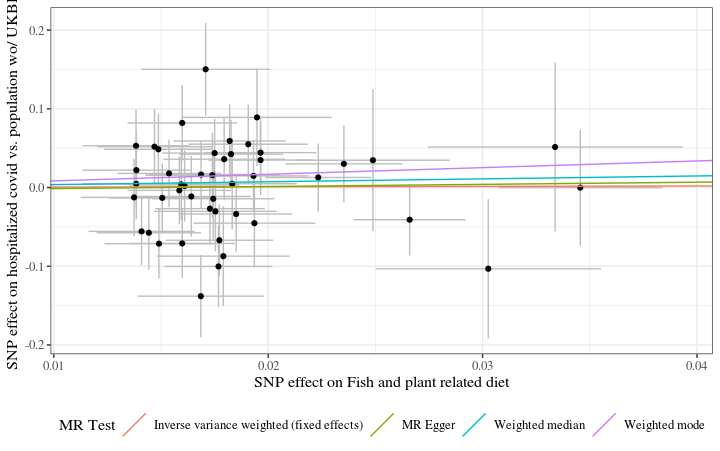 SNP effect on hospitalized covid vs. population wo/ UKBI
0.2
0.1
0.0
-0.1
-0.2
0.01
0.02
0.03
0.04
SNP effect on Fish and plant related diet
MR Test
Inverse variance weighted (fixed effects)
MR Egger
Weighted median
Weighted mode